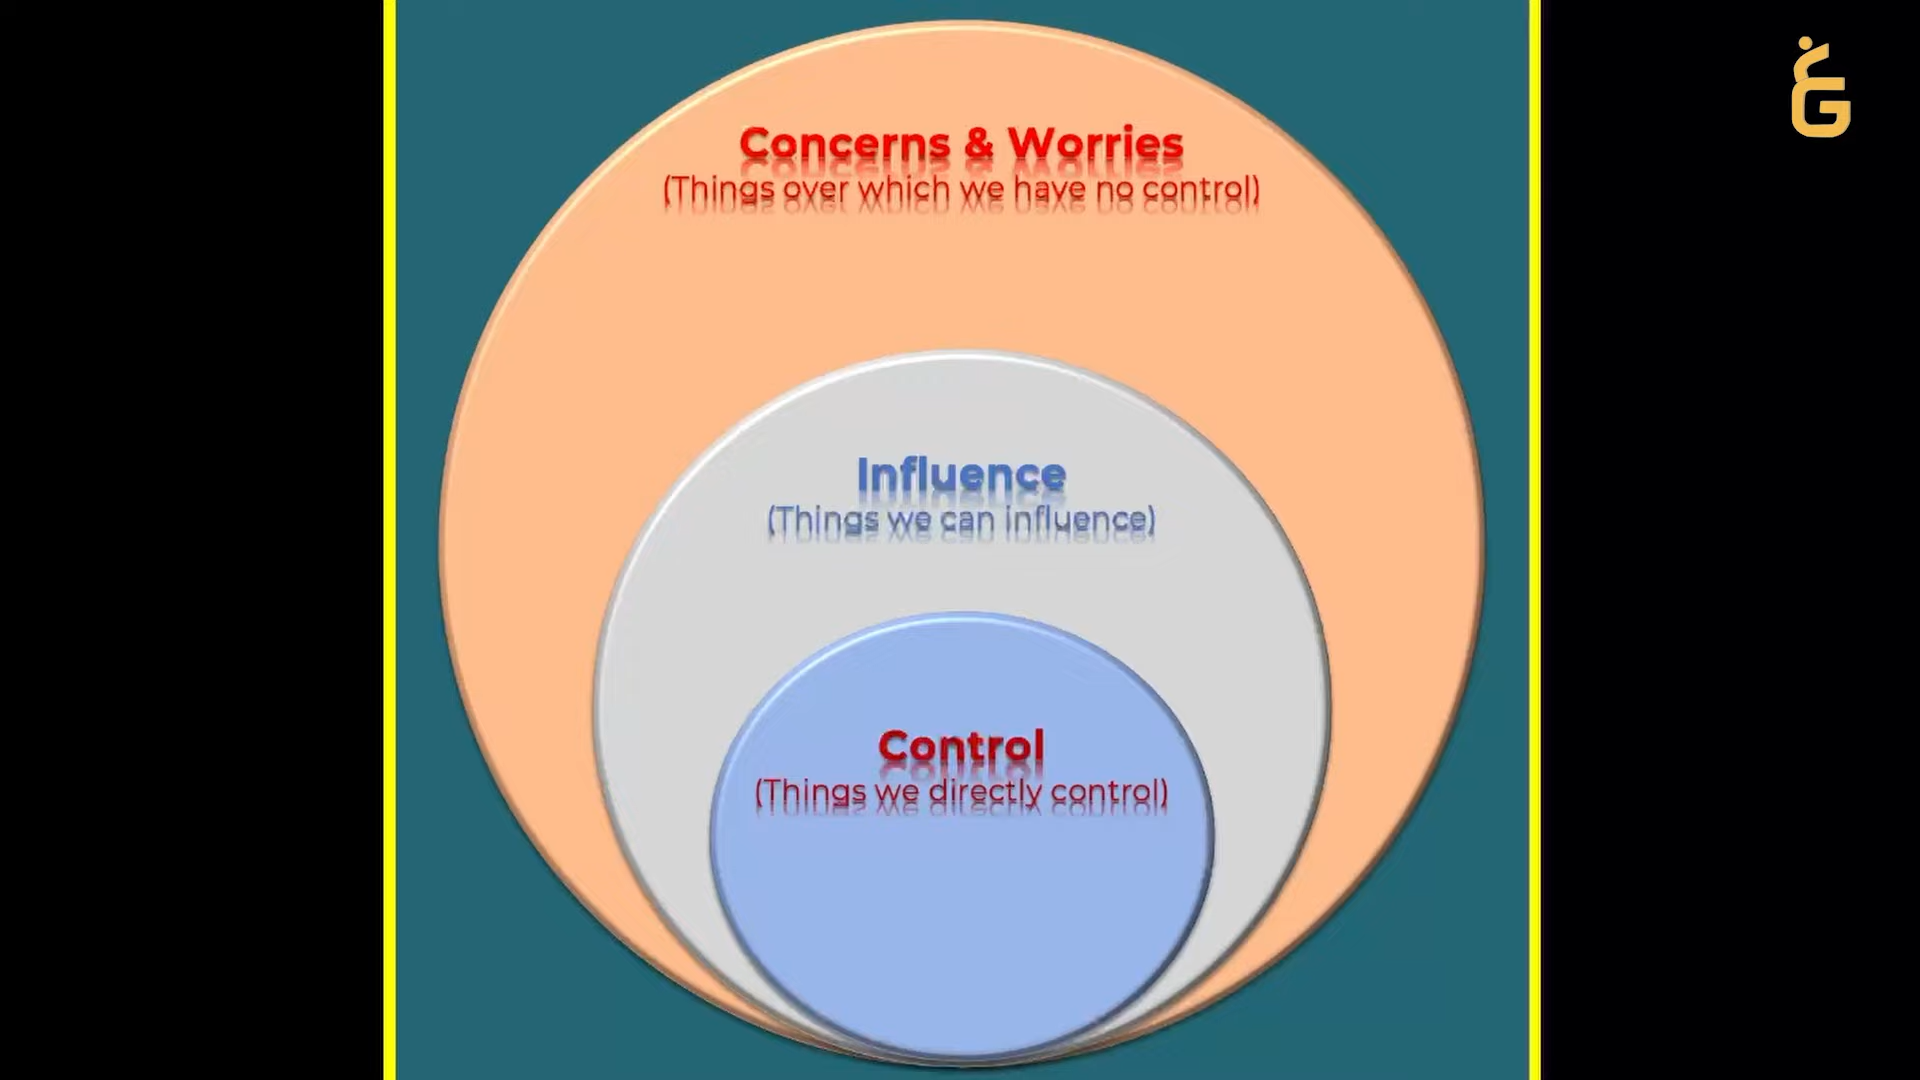 Concerns & Worries
(Things over which we have no control)
Influence
(Things we can influence)
Control
(Things we directly control)
G